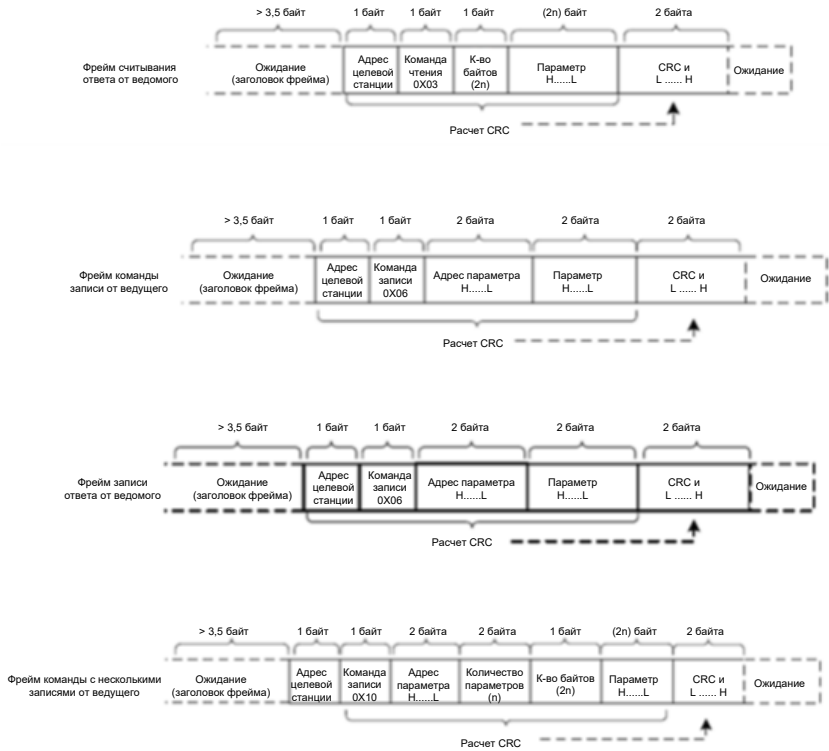 > 3,5 байт 1 байт 1 байт 1 байт (2n) байт 2 байта
Фрейм считывания
ответа от ведомого
Ожидание
(заголовок фрейма)
Адрес
целевой
станции
Команда
чтения
0X03
К-во
байтов
(2n)
Параметр
H......L
CRC и
L ...... H
Ожидание
Расчет CRC
> 3,5 байт 1 байт 1 байт 2 байта 2 байта 2 байта
Фрейм команды
записи от ведущего
Ожидание
(заголовок фрейма)
Адрес
целевой
станции
Команда
записи
0X06
Адрес параметра
H......L
Параметр
H......L
CRC и
L ..... H
Ожидание
Расчет CRC
> 3,5 байт 1 байт 1 байт 2 байта 2 байта 2 байта
Фрейм записи
ответа от ведомого
Ожидание
(заголовок фрейма)
Адрес
целевой
станции
Команда
записи
0X06
Адрес параметра
H......L
Параметр
H......L
CRC и
L ...... H
Ожидание
Расчет CRC
> 3,5 байт 1 байт 1 байт 2 байта 2 байта 1 байт (2n) байт 2 байта
Фрейм команды с несколькими
записями от ведущего
Ожидание
(заголовок фрейма)
Адрес
целевой
станции
Команда
записи
0X10
Адрес
параметра
H......L
Количество
параметров
(n)
К-во байтов
(2n)
Параметр
H......L
CRC и
L ...... H
Ожидание
Расчет CRC